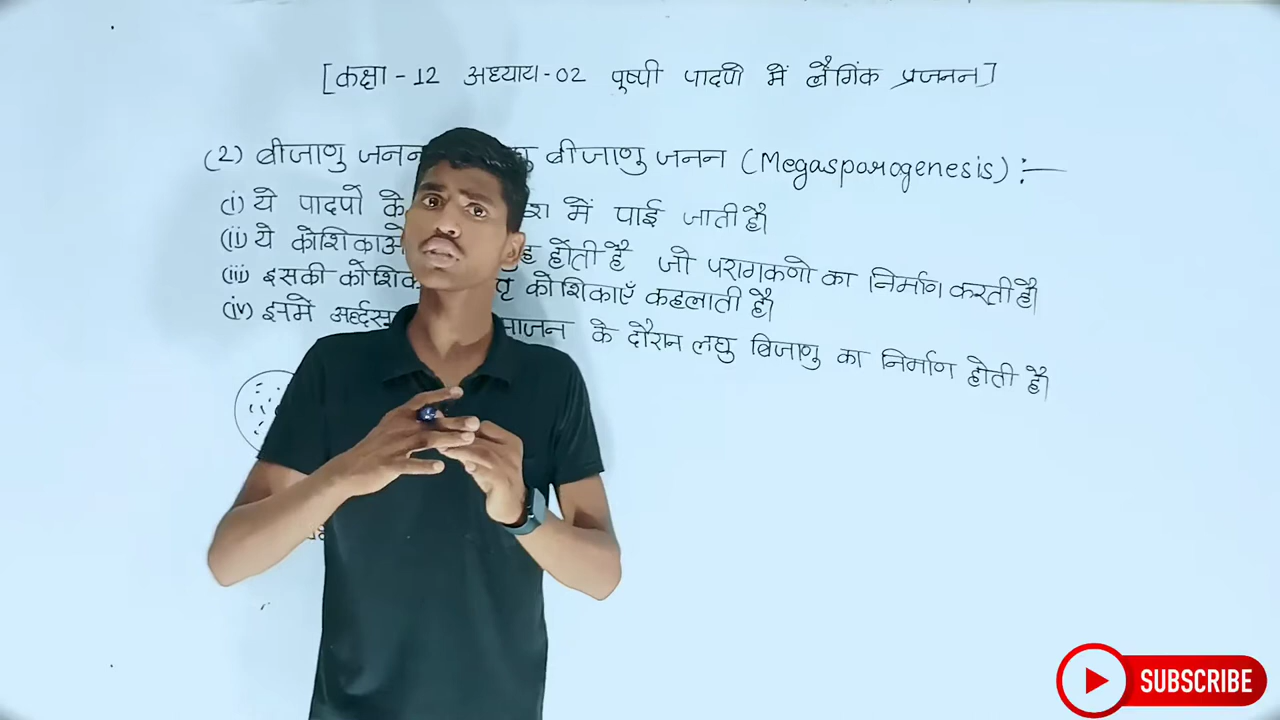 [कक्षा - 12 अध्याय - 02 पुष्पी पादपो में लैगिंक प्रजनन]
(2) बीजाणु जनन बीजाणु जनन (Megasporogenesis) :—
(i) ये पादपों के में पाई जाती है।
(ii) ये होती है जो परागकणो का निर्माण करती है।
(iii) इसकी कोशिकाएँ कहलाती है।
(iv) इनमे के दौरान लघु बिजाणु का निर्माण होती है।
SUBSCRIBE